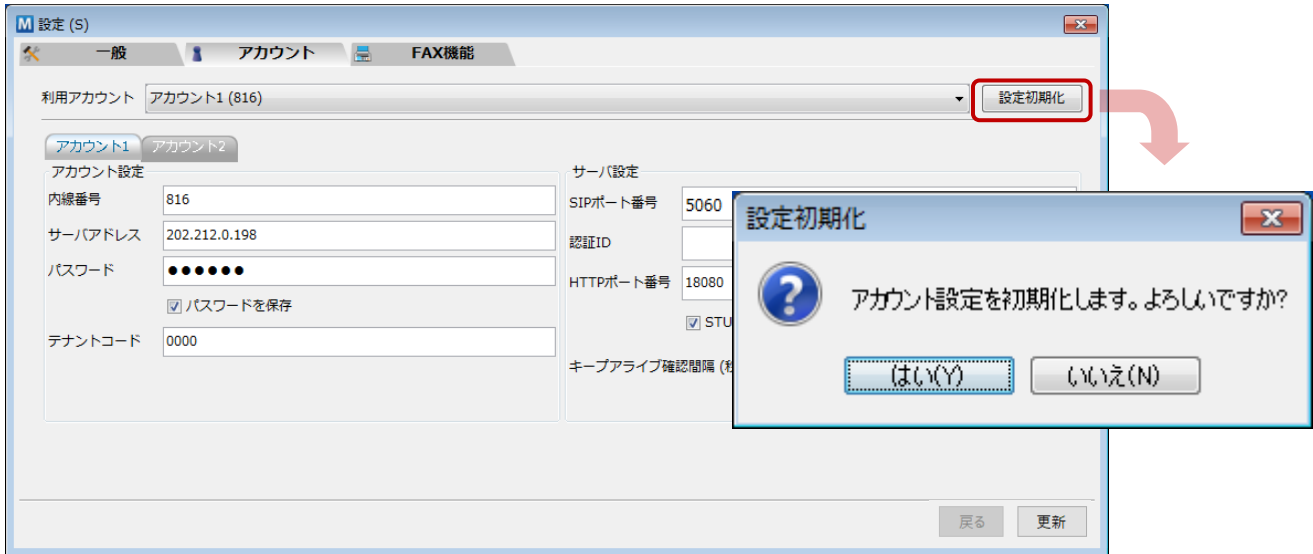 M 設定 (S)
一般 アカウント FAX機能
利用アカウント アカウント1 (816) 設定初期化
アカウント1 アカウント2
アカウント設定
内線番号 816
サーバアドレス 202.212.0.198
パスワード ●●●●●●
パスワードを保存
テナントコード 0000
サーバ設定
SIPポート番号 5060
認証ID
HTTPポート番号 18080
STU
キープアライブ確認間隔 (秒
設定初期化
アカウント設定を初期化します。よろしいですか?
はい(Y) いいえ(N)
戻る 更新